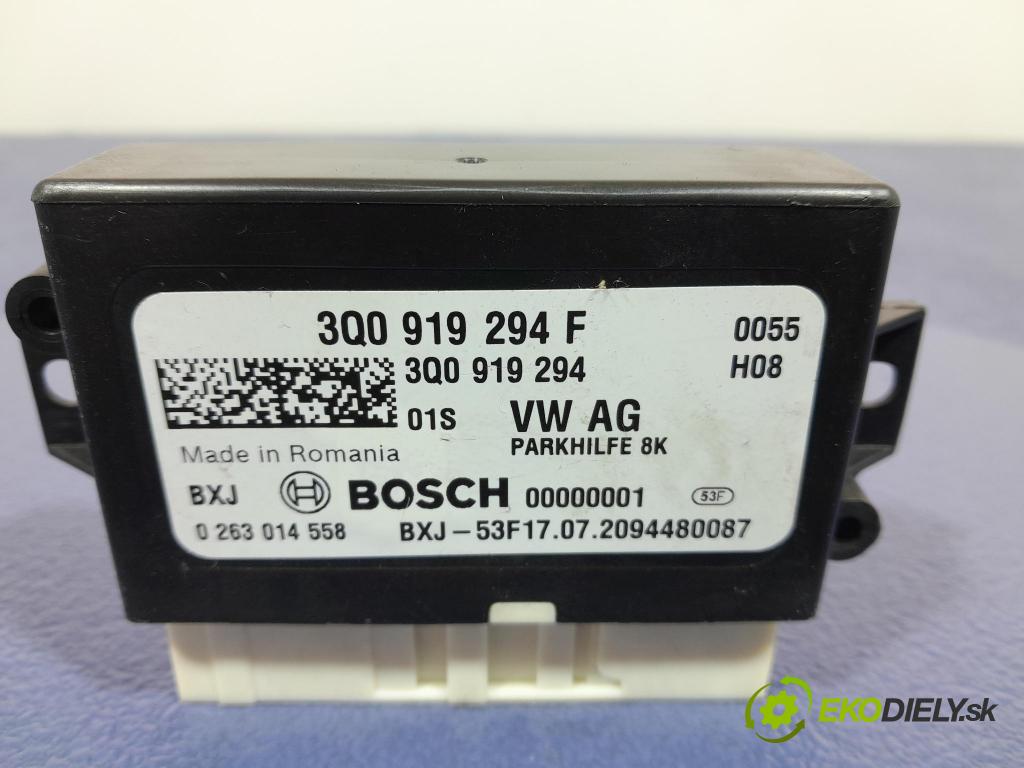 3Q0 919 294 F 0055
3Q0 919 294 H08
01S VW AG
PARKHILFE 8K
Made in Romania
BXJ BOSCH 00000001 53F
0 263 014 558 BXJ-53F17.07.2094480087
EKODIELY.sk